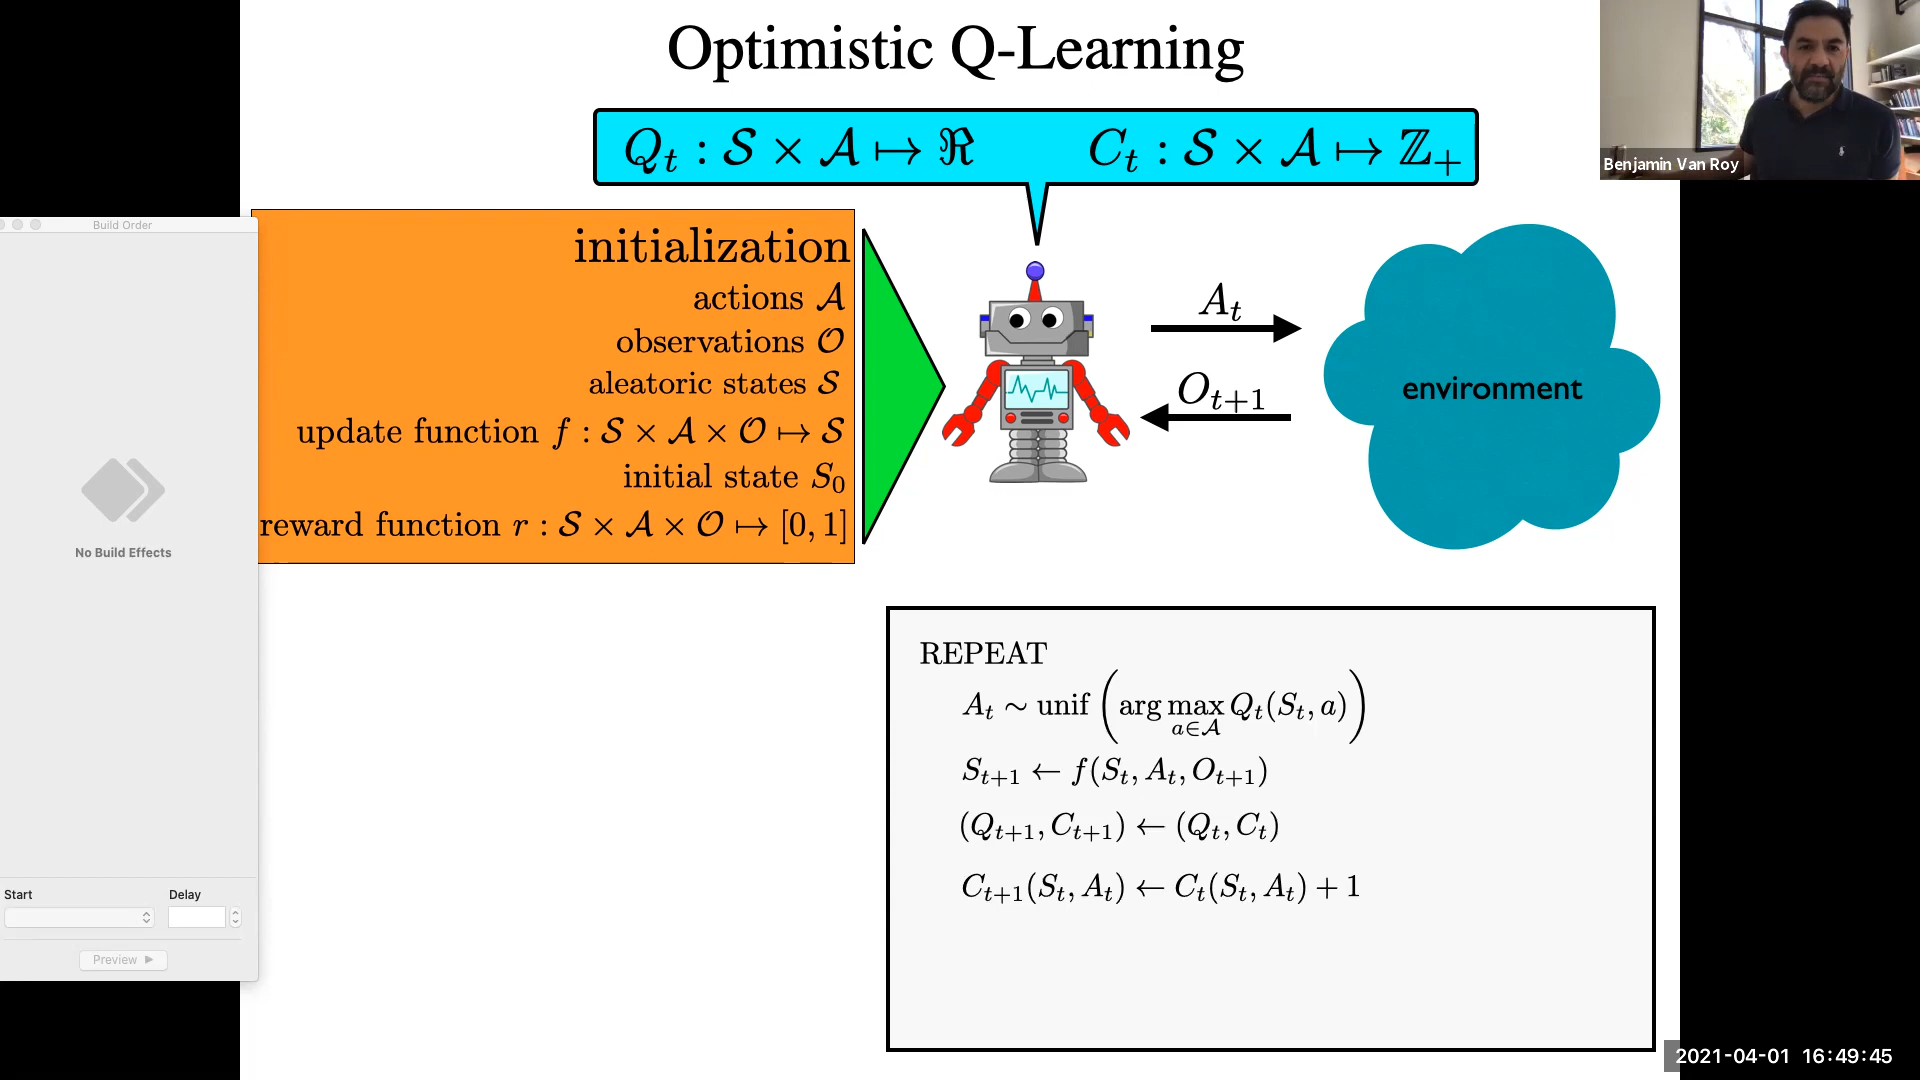 Optimistic Q-Learning
Q_t : 𝒮 × 𝒜 ↦ ℜ    C_t : 𝒮 × 𝒜 ↦ ℤ_+
Benjamin Van Roy
Build Order
initialization
actions 𝒜
observations 𝒪
aleatoric states 𝒮
update function f : 𝒮 × 𝒜 × 𝒪 ↦ 𝒮
initial state S_0
reward function r : 𝒮 × 𝒜 × 𝒪 ↦ [0, 1]
A_t
O_{t+1}
environment
No Build Effects
REPEAT
A_t ∼ unif (arg max_{a∈𝒜} Q_t(S_t, a))
S_{t+1} ← f(S_t, A_t, O_{t+1})
(Q_{t+1}, C_{t+1}) ← (Q_t, C_t)
C_{t+1}(S_t, A_t) ← C_t(S_t, A_t) + 1
Start    Delay
Preview ▶
2021-04-01 16:49:45